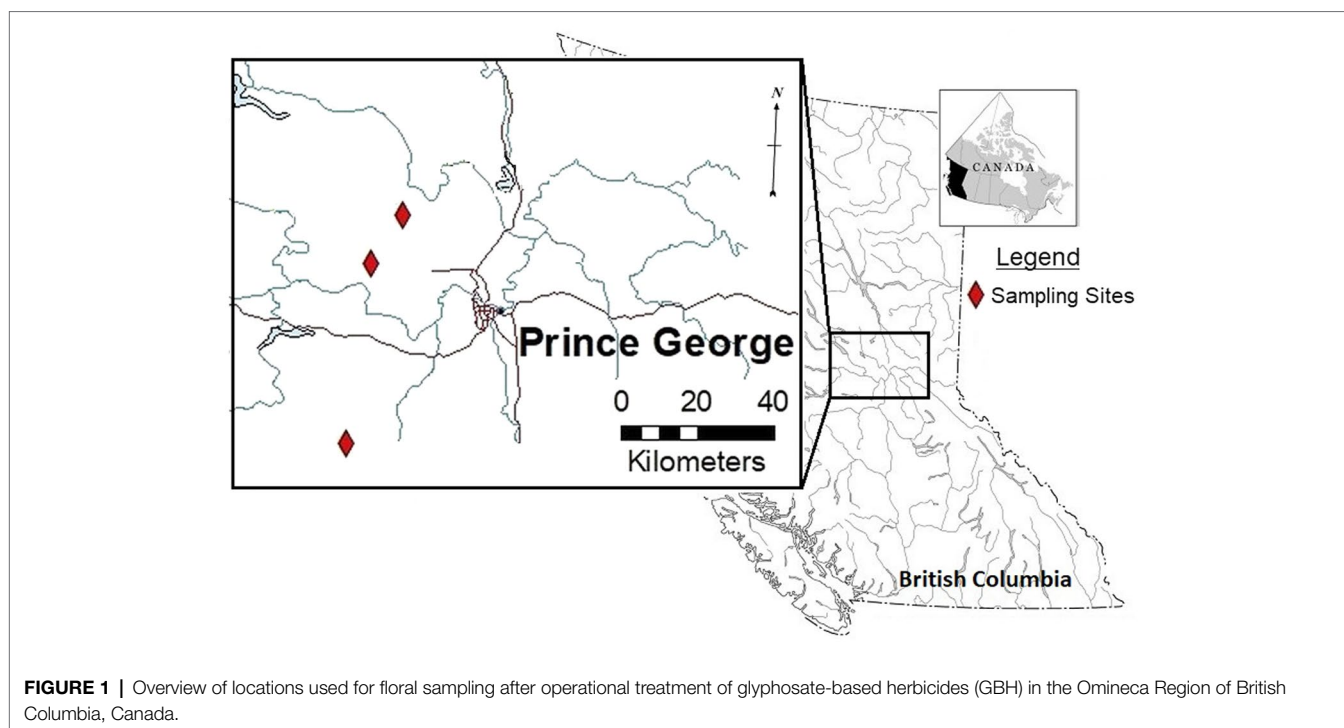 N
CANADA
Legend
Sampling Sites
Prince George
0 20 40
Kilometers
British Columbia
FIGURE 1 | Overview of locations used for floral sampling after operational treatment of glyphosate-based herbicides (GBH) in the Omineca Region of British
Columbia, Canada.